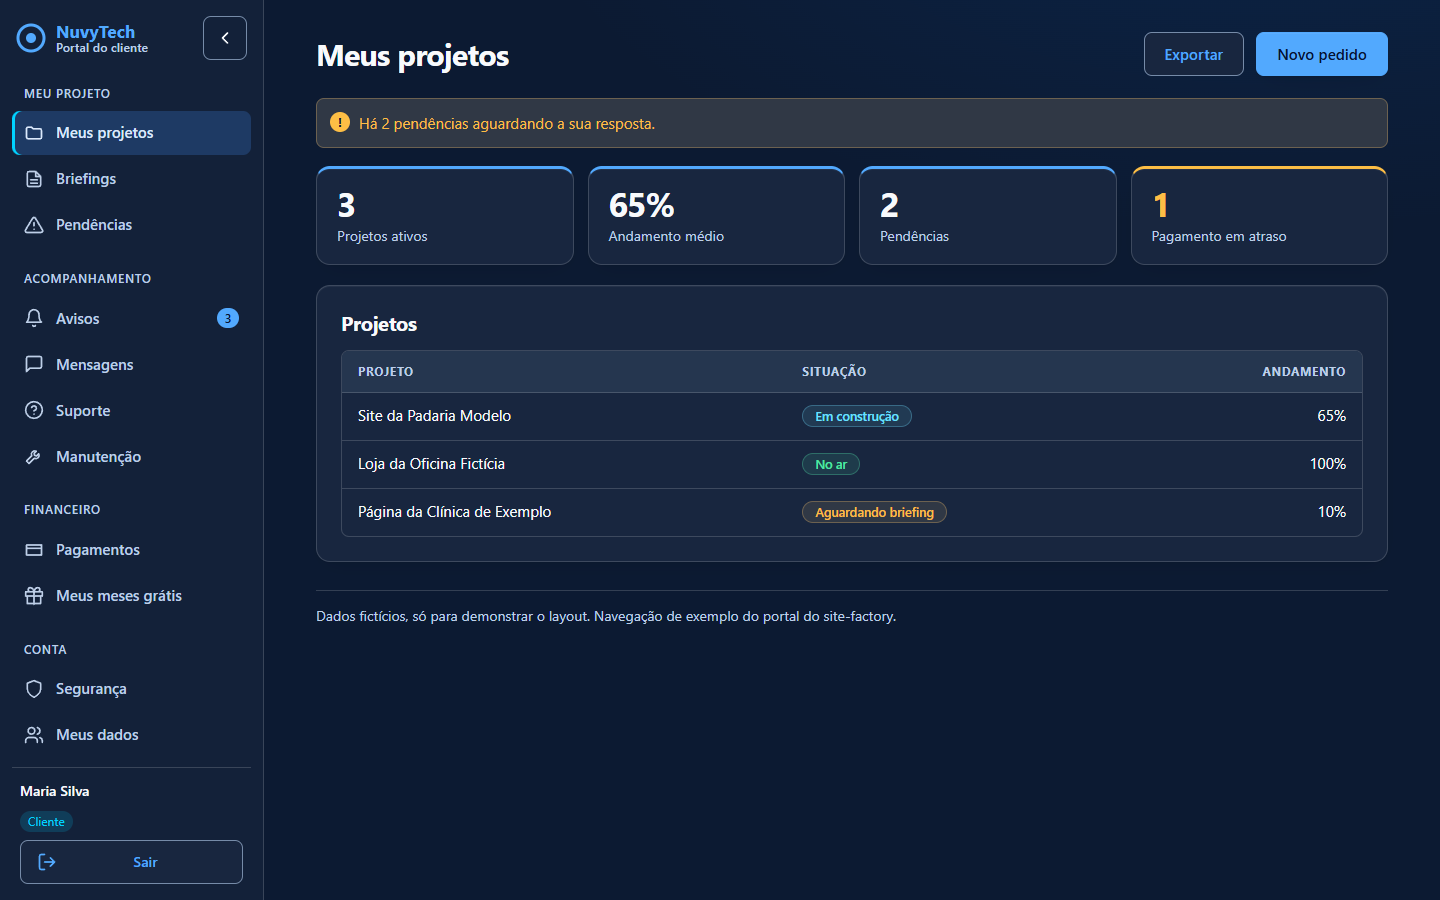 NuvyTech
Portal do cliente
MEU PROJETO
Meus projetos
Briefings
Pendências
ACOMPANHAMENTO
Avisos 3
Mensagens
Suporte
Manutenção
FINANCEIRO
Pagamentos
Meus meses grátis
CONTA
Segurança
Meus dados
Maria Silva
Cliente
Sair
Meus projetos
Exportar
Novo pedido
! Há 2 pendências aguardando a sua resposta.
3
Projetos ativos
65%
Andamento médio
2
Pendências
1
Pagamento em atraso
Projetos
PROJETO SITUAÇÃO ANDAMENTO
Site da Padaria Modelo Em construção 65%
Loja da Oficina Fictícia No ar 100%
Página da Clínica de Exemplo Aguardando briefing 10%
Dados fictícios, só para demonstrar o layout. Navegação de exemplo do portal do site-factory.